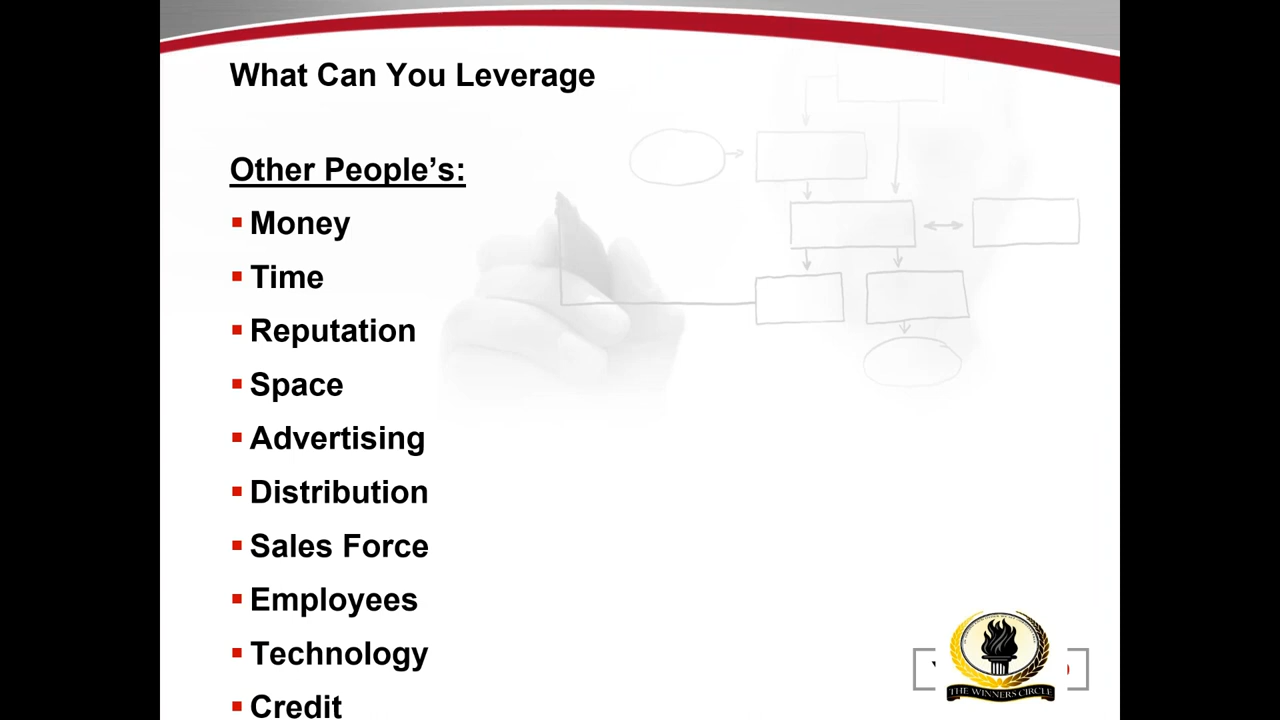 What Can You Leverage
Other People’s:
Money
Time
Reputation
Space
Advertising
Distribution
Sales Force
Employees
Technology
Credit
THE WINNERS CIRCLE